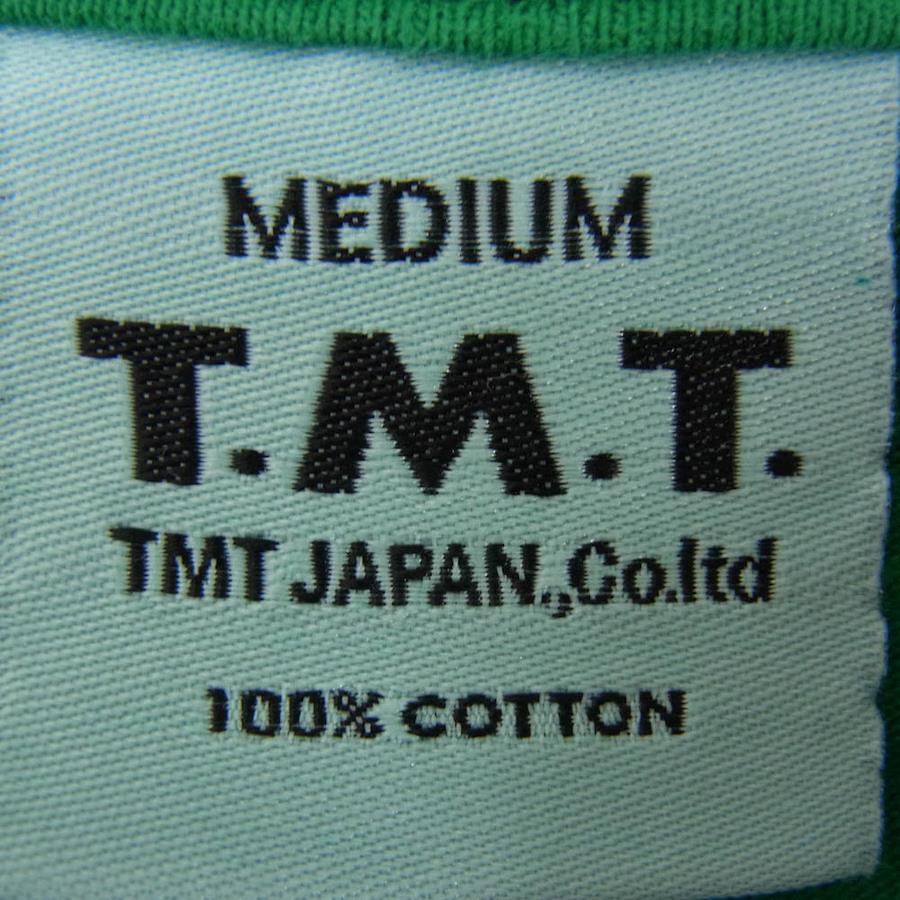 MEDIUM
T.M.T.
TMT JAPAN.,Co.ltd
100% COTTON